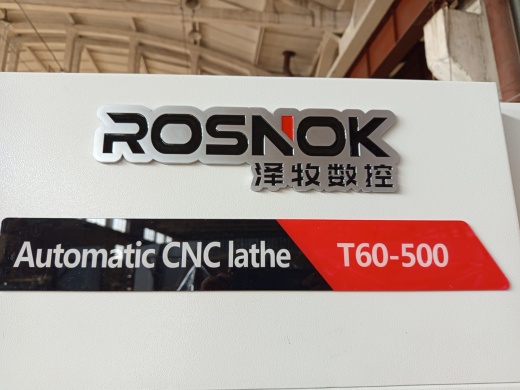 ROSNOK
泽牧数控
Automatic CNC lathe T60-500